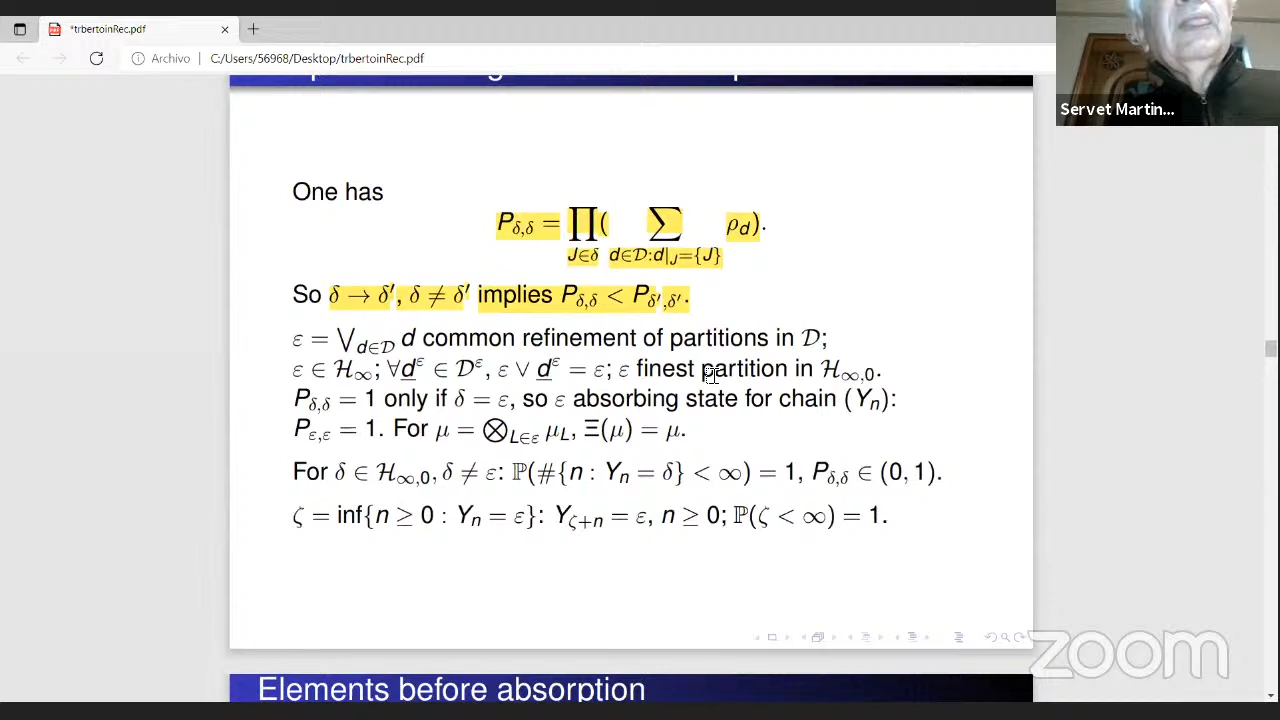 *trbertoinRec.pdf
Archivo | C:/Users/56968/Desktop/trbertoinRec.pdf
Servet Martin...
One has
P_{δ,δ} = ∏_{J∈δ} ( ∑_{d∈𝒟:d|_J={J}} ρ_d).
So δ → δ′, δ ≠ δ′ implies P_{δ,δ} < P_{δ′,δ′}.
ε = ⋁_{d∈𝒟} d common refinement of partitions in 𝒟;
ε ∈ ℋ_∞; ∀d̲^ε ∈ 𝒟^ε, ε ∨ d̲^ε = ε; ε finest partition in ℋ_{∞,0}.
P_{δ,δ} = 1 only if δ = ε, so ε absorbing state for chain (Y_n):
P_{ε,ε} = 1. For μ = ⨂_{L∈ε} μ_L, Ξ(μ) = μ.
For δ ∈ ℋ_{∞,0}, δ ≠ ε: ℙ(#{n : Y_n = δ} < ∞) = 1, P_{δ,δ} ∈ (0, 1).
ζ = inf{n ≥ 0 : Y_n = ε}: Y_{ζ+n} = ε, n ≥ 0; ℙ(ζ < ∞) = 1.
zoom
Elements before absorption